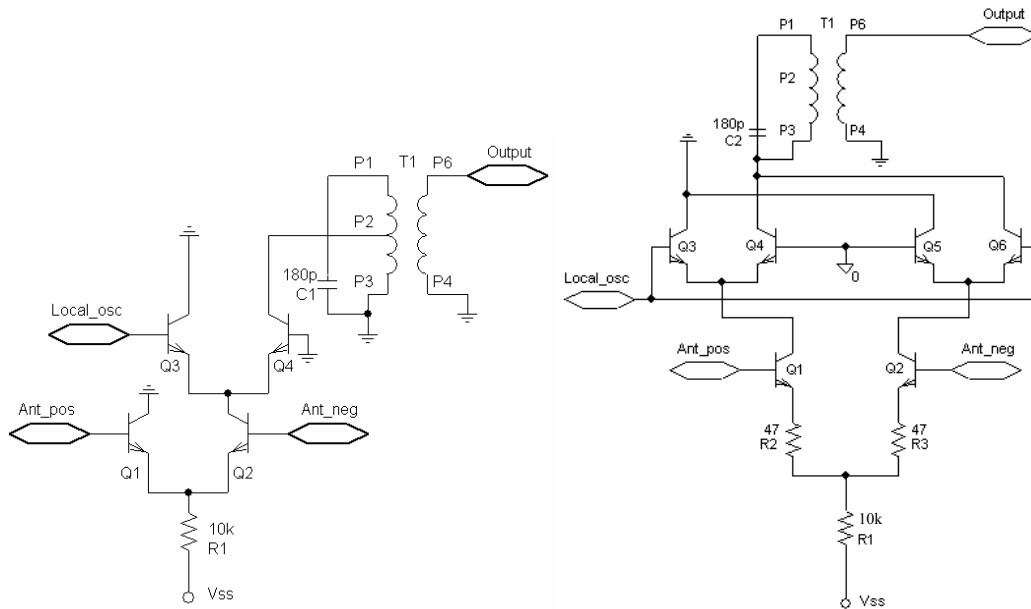 P1
T1
P6
Output
P2
180p
C1
P3
P4
Local_osc
Q3
Q4
Ant_pos
Ant_neg
Q1
Q2
10k
R1
Vss
P1
T1
P6
Output
P2
180p
C2
P3
P4
Q3
Q4
Q5
Q6
Local_osc
0
Ant_pos
Q1
Q2
Ant_neg
47
R2
47
R3
10k
R1
Vss